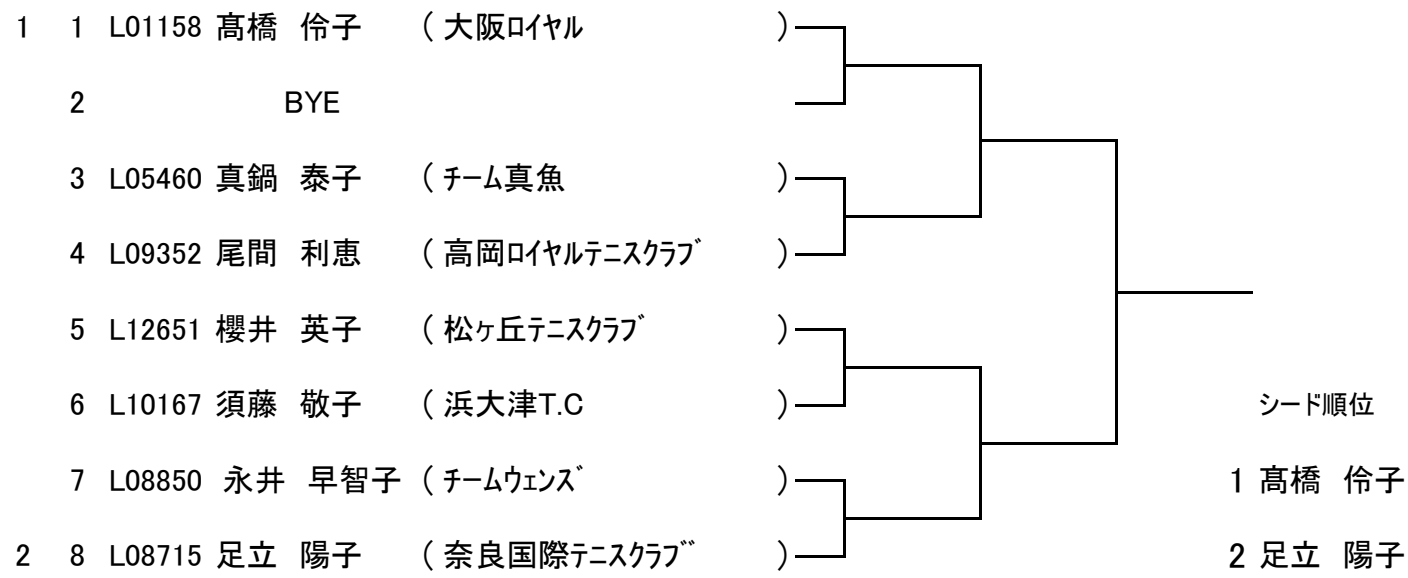 1 1 L01158 髙橋 伶子 ( 大阪ﾛｲﾔﾙ )
2 BYE
3 L05460 真鍋 泰子 ( ﾁｰﾑ真魚 )
4 L09352 尾間 利恵 ( 高岡ﾛｲﾔﾙﾃﾆｽｸﾗﾌﾞ )
5 L12651 櫻井 英子 ( 松ヶ丘ﾃﾆｽｸﾗﾌﾞ )
6 L10167 須藤 敬子 ( 浜大津T.C )
シード順位
7 L08850 永井 早智子 ( ﾁｰﾑｳｪﾝｽﾞ )
1 髙橋 伶子
2 8 L08715 足立 陽子 ( 奈良国際ﾃﾆｽｸﾗﾌﾞﾞ )
2 足立 陽子